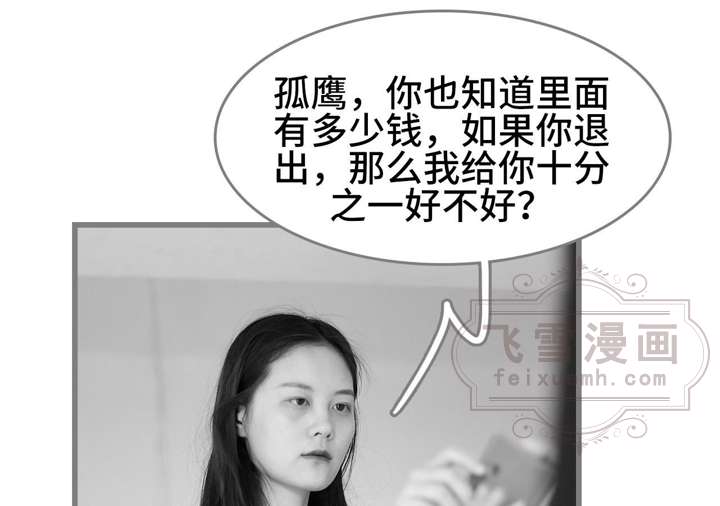 孤鹰，你也知道里面
有多少钱，如果你退
出，那么我给你十分
之一好不好？
飞雪漫画
feixuemh.com